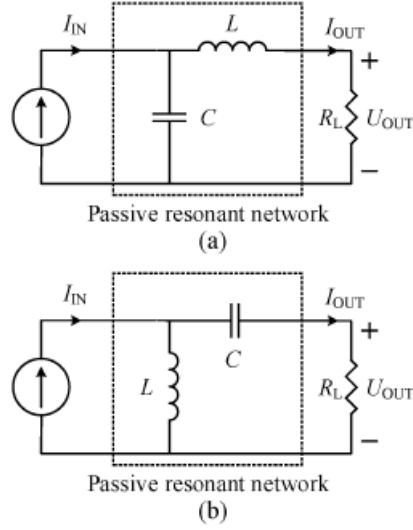 I_IN L I_OUT
+
C R_L U_OUT
−
Passive resonant network
(a)
I_IN I_OUT
+
C
L R_L U_OUT
−
Passive resonant network
(b)